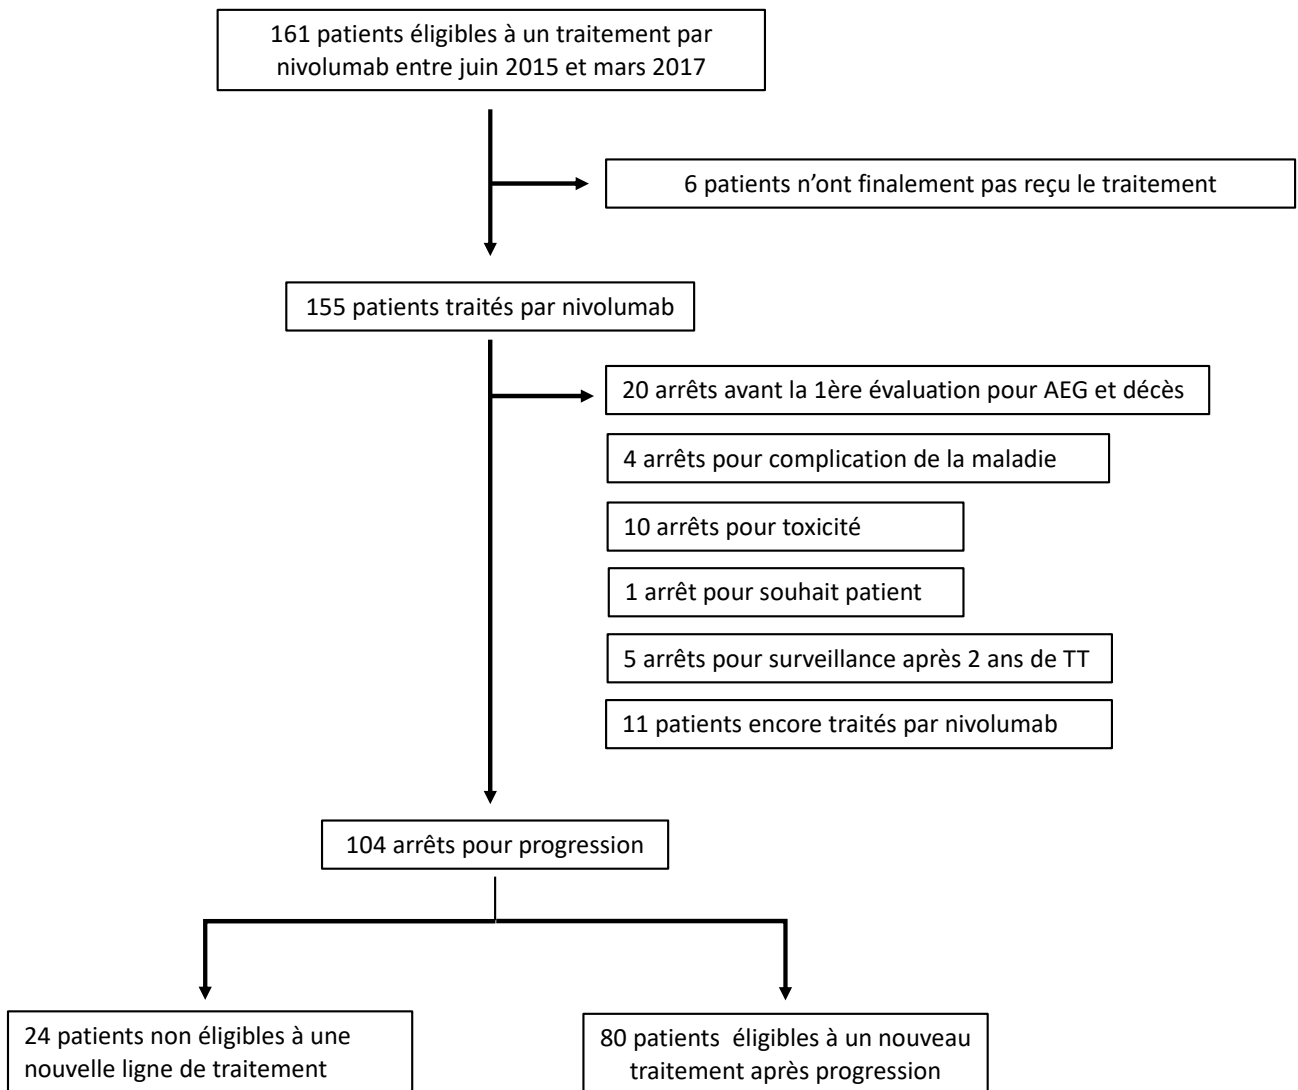 161 patients éligibles à un traitement par
nivolumab entre juin 2015 et mars 2017
6 patients n’ont finalement pas reçu le traitement
155 patients traités par nivolumab
20 arrêts avant la 1ère évaluation pour AEG et décès
4 arrêts pour complication de la maladie
10 arrêts pour toxicité
1 arrêt pour souhait patient
5 arrêts pour surveillance après 2 ans de TT
11 patients encore traités par nivolumab
104 arrêts pour progression
24 patients non éligibles à une
nouvelle ligne de traitement
80 patients éligibles à un nouveau
traitement après progression